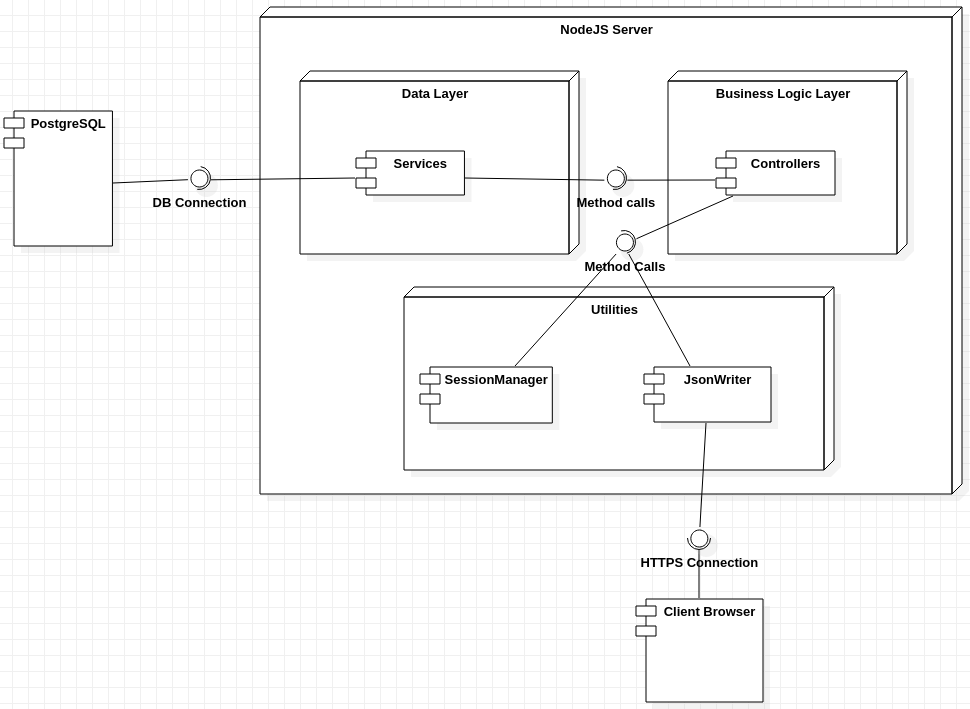 NodeJS Server
Data Layer
Business Logic Layer
PostgreSQL
Services
Controllers
DB Connection
Method calls
Method Calls
Utilities
SessionManager
JsonWriter
HTTPS Connection
Client Browser